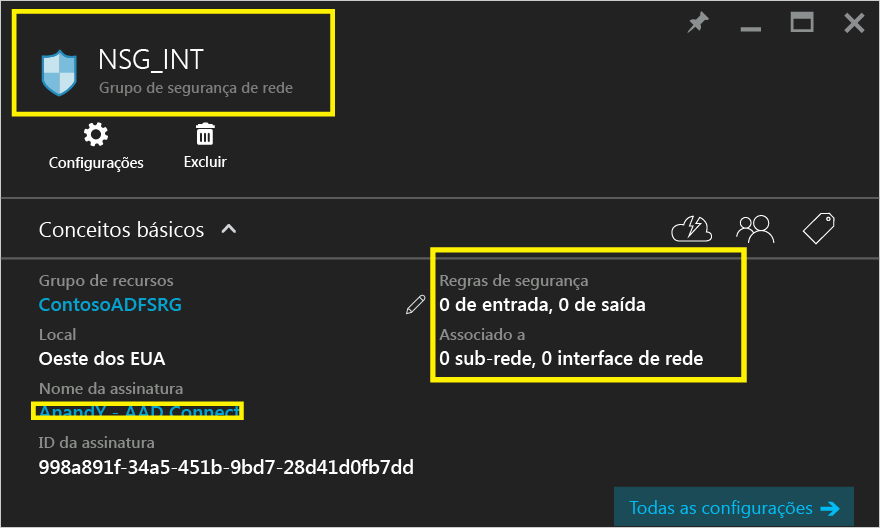 NSG_INT
Grupo de segurança de rede
Configurações
Excluir
Conceitos básicos
Grupo de recursos
ContosoADFSRG
Local
Oeste dos EUA
Nome da assinatura
AnandY - AAD Connect
ID da assinatura
998a891f-34a5-451b-9bd7-28d41d0fb7dd
Regras de segurança
0 de entrada, 0 de saída
Associado a
0 sub-rede, 0 interface de rede
Todas as configurações